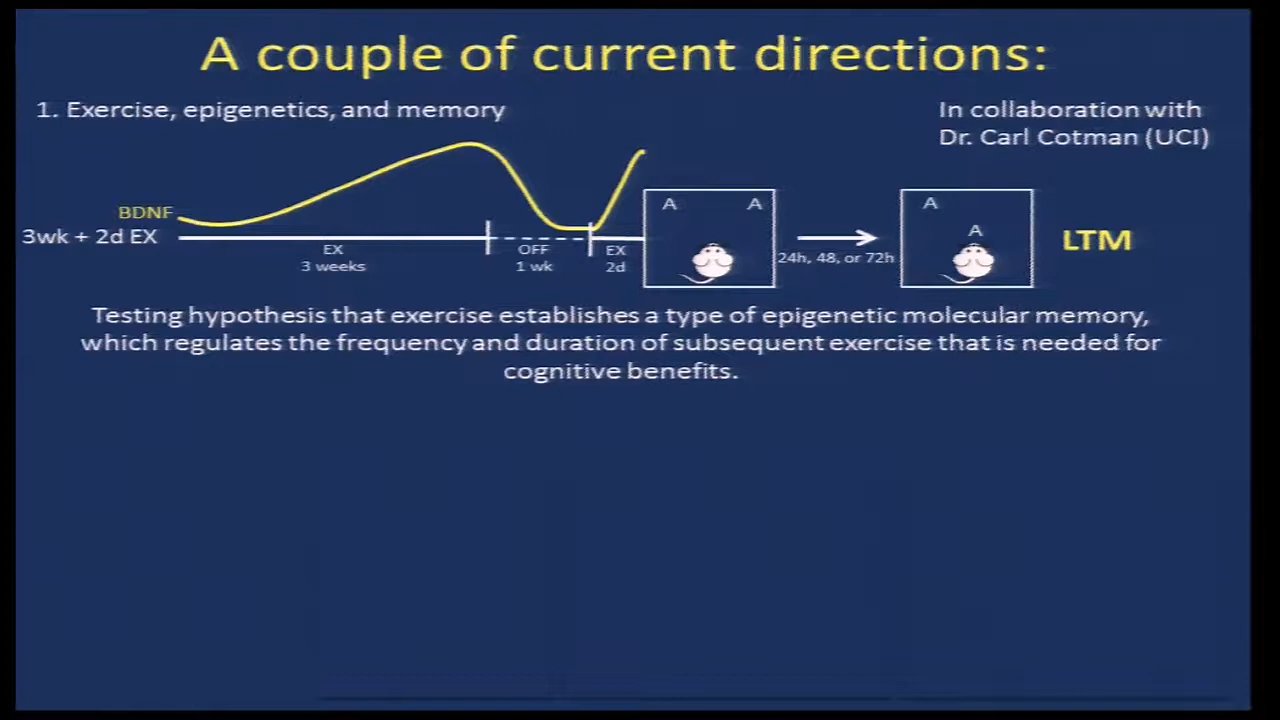 A couple of current directions:
1. Exercise, epigenetics, and memory
In collaboration with
Dr. Carl Cotman (UCI)
BDNF
3wk + 2d EX
EX
3 weeks
OFF
1 wk
EX
2d
A A
24h, 48, or 72h
A
A
LTM
Testing hypothesis that exercise establishes a type of epigenetic molecular memory,
which regulates the frequency and duration of subsequent exercise that is needed for
cognitive benefits.